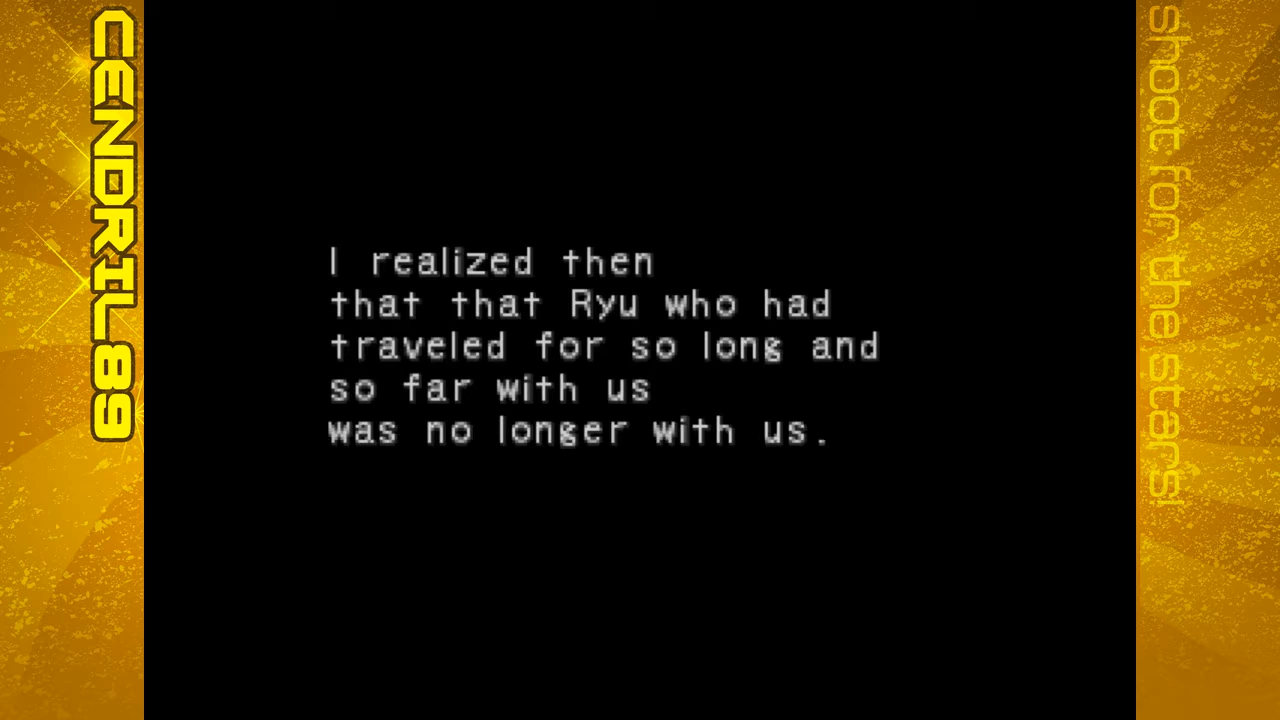 CENDRIL89
I realized then
that that Ryu who had
traveled for so long and
so far with us
was no longer with us.
shoot for the stars!